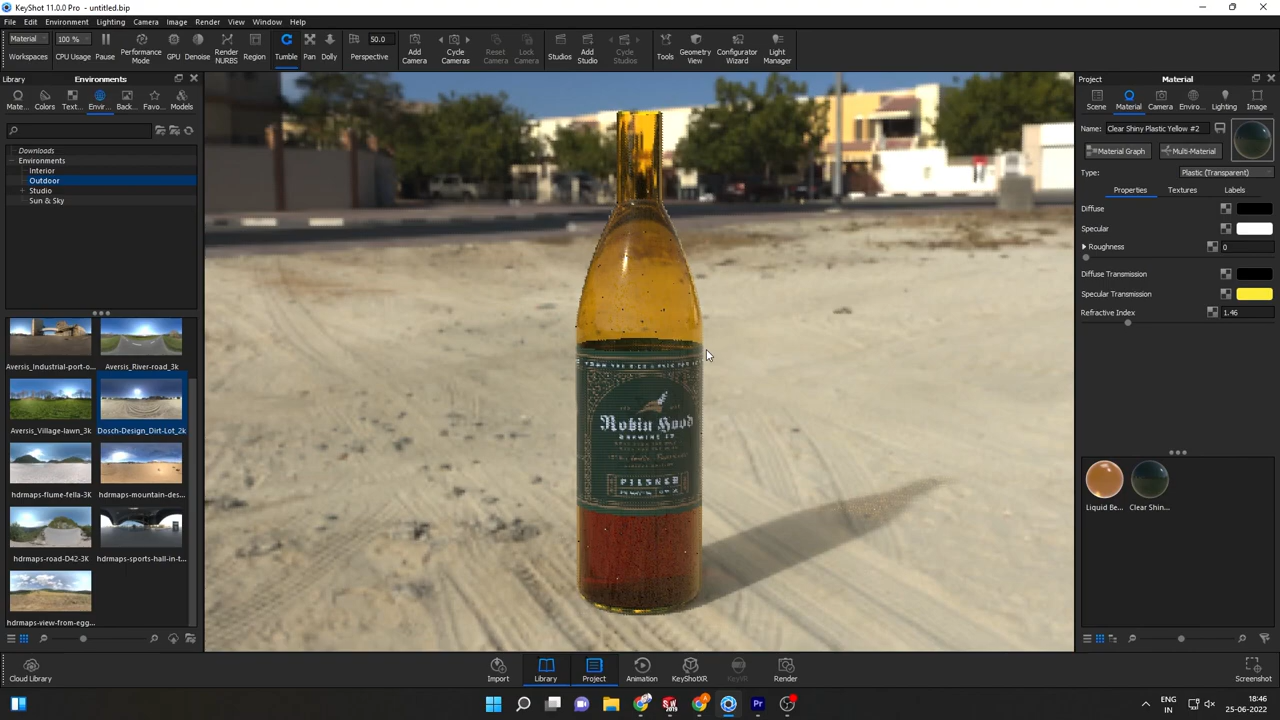 KeyShot 11.0.0 Pro - untitled.bip
File Edit Environment Lighting Camera Image Render View Window Help
Material 100 % 50.0
Workspaces CPU Usage Pause Performance Mode GPU Denoise Render NURBS Region Tumble Pan Dolly Perspective Add Camera Cycle Cameras Reset Camera Lock Camera Studios Add Studio Cycle Studios Tools Geometry View Configurator Wizard Light Manager
Library Environments
Mate... Colors Text... Envir... Back... Favo... Models
Downloads
Environments
Interior
Outdoor
Studio
Sun & Sky
Aversis_Industrial-port-o... Aversis_River-road_3k
Aversis_Village-lawn_3k Dosch-Design_Dirt-Lot_2k
hdrmaps-flume-fella-3K hdrmaps-mountain-des...
hdrmaps-road-D42-3K hdrmaps-sports-hall-in-t...
hdrmaps-view-from-egg...
Robin Hood
BREWING CO
PILSNER
Project Material
Scene Material Camera Enviro... Lighting Image
Name: Clear Shiny Plastic Yellow #2
Material Graph Multi-Material
Type: Plastic (Transparent)
Properties Textures Labels
Diffuse
Specular
Roughness 0
Diffuse Transmission
Specular Transmission
Refractive Index 1.46
Liquid Be... Clear Shin...
Cloud Library Import Library Project Animation KeyShotXR KeyVR Render Screenshot
ENG
IN
18:46
25-06-2022